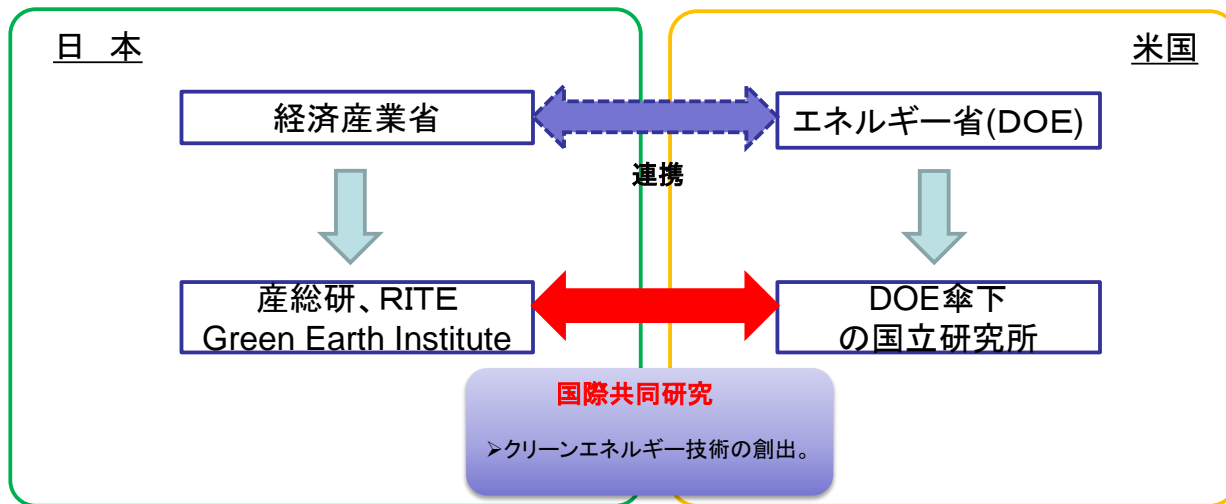 日　本
米国
経済産業省
エネルギー省(DOE)
連携
産総研、RITE
Green Earth Institute
DOE傘下
の国立研究所
国際共同研究
➢クリーンエネルギー技術の創出。